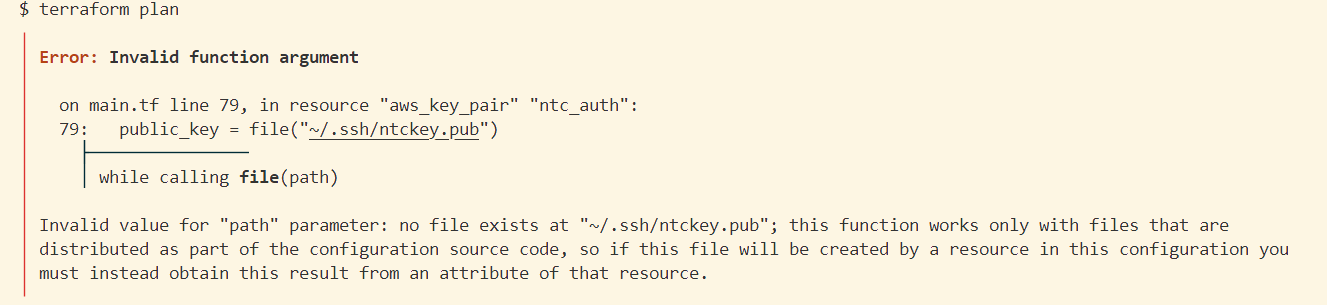 $ terraform plan
Error: Invalid function argument
on main.tf line 79, in resource "aws_key_pair" "ntc_auth":
79:   public_key = file("~/.ssh/ntckey.pub")
while calling file(path)
Invalid value for "path" parameter: no file exists at "~/.ssh/ntckey.pub"; this function works only with files that are
distributed as part of the configuration source code, so if this file will be created by a resource in this configuration you
must instead obtain this result from an attribute of that resource.